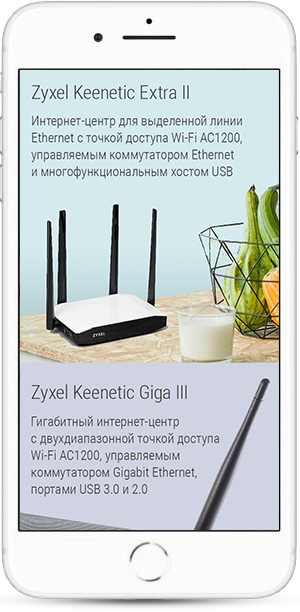 Zyxel Keenetic Extra II
Интернет-центр для выделенной линии
Ethernet с точкой доступа Wi-Fi AC1200,
управляемым коммутатором Ethernet
и многофункциональным хостом USB
ZYXEL
Zyxel Keenetic Giga III
Гигабитный интернет-центр
с двухдиапазонной точкой доступа
Wi-Fi AC1200, управляемым
коммутатором Gigabit Ethernet,
портами USB 3.0 и 2.0